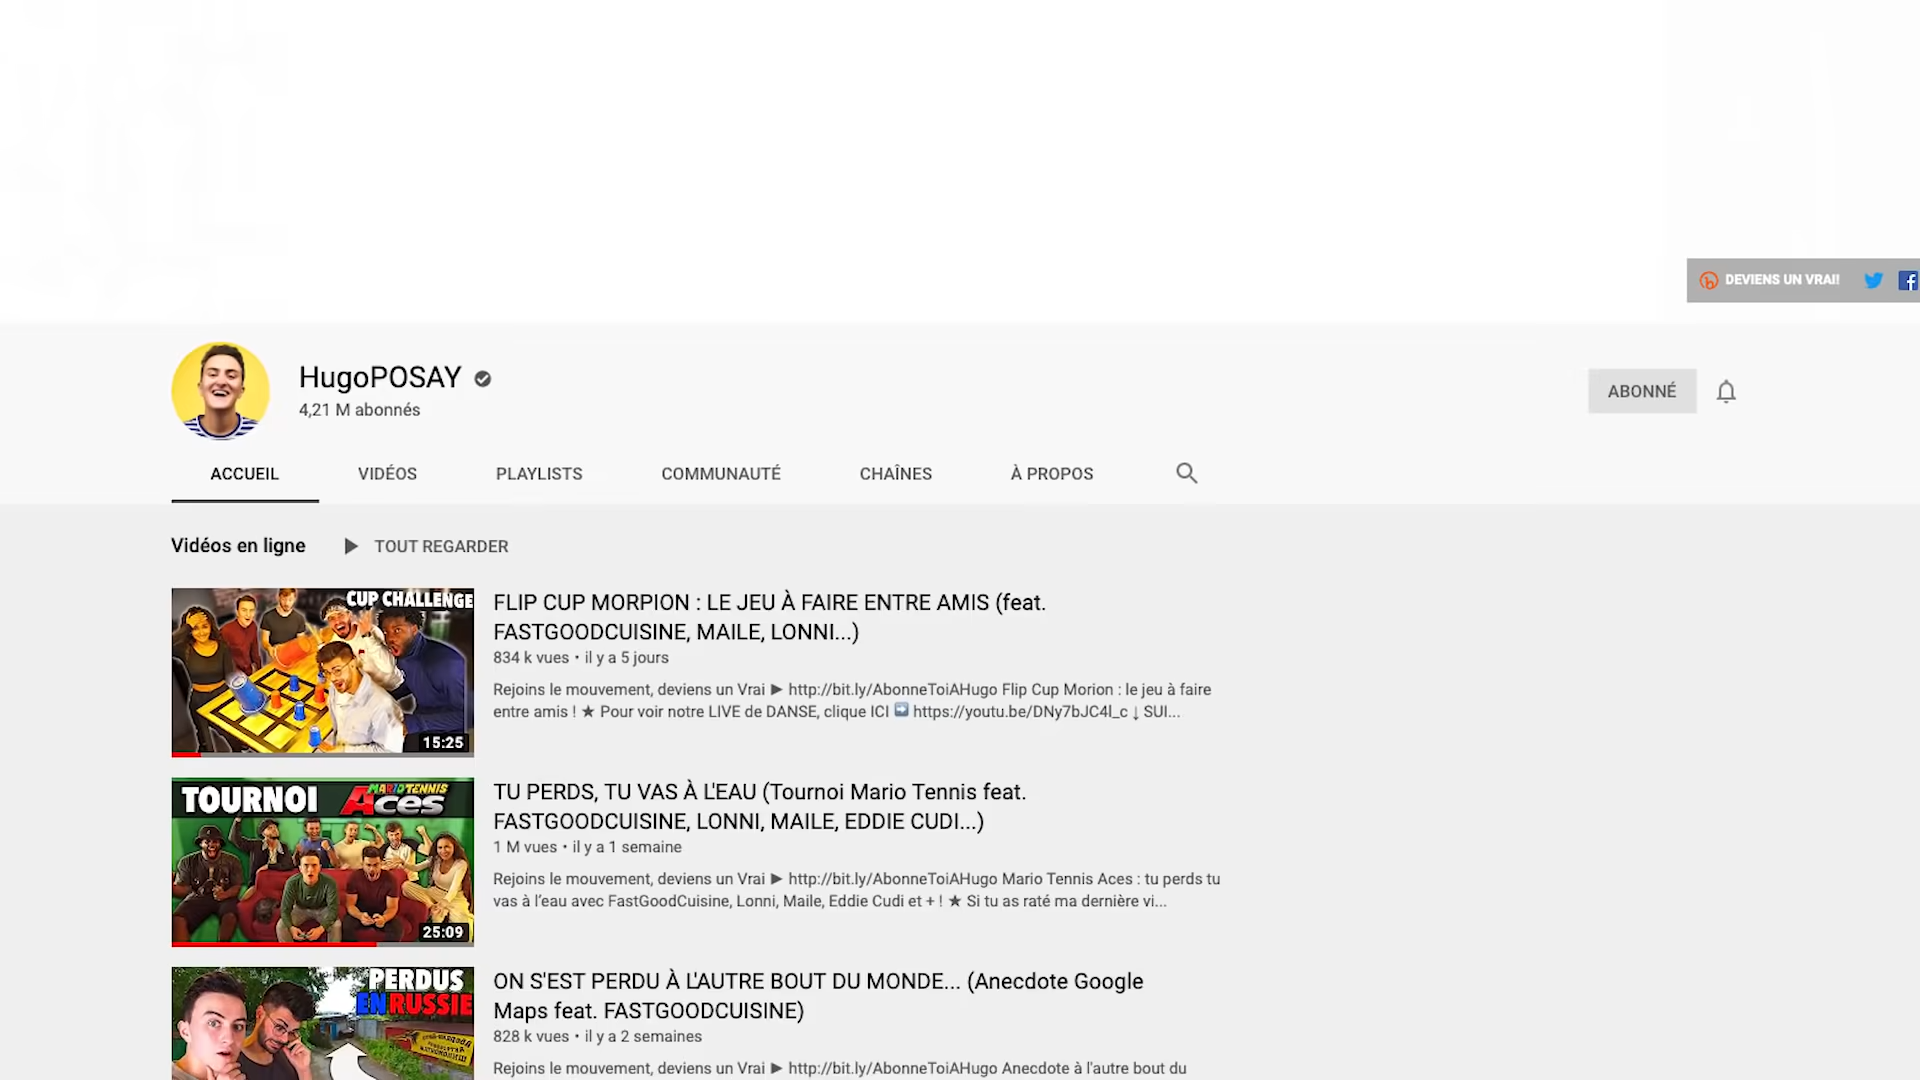 DEVIENS UN VRAI!
HugoPOSAY
4,21 M abonnés
ABONNÉ
ACCUEIL
VIDÉOS
PLAYLISTS
COMMUNAUTÉ
CHAÎNES
À PROPOS
Vidéos en ligne
TOUT REGARDER
CUP CHALLENGE
15:25
FLIP CUP MORPION : LE JEU À FAIRE ENTRE AMIS (feat.
FASTGOODCUISINE, MAILE, LONNI...)
834 k vues • il y a 5 jours
Rejoins le mouvement, deviens un Vrai ► http://bit.ly/AbonneToiAHugo Flip Cup Morion : le jeu à faire
entre amis ! ★ Pour voir notre LIVE de DANSE, clique ICI ➡ https://youtu.be/DNy7bJC4l_c ↓ SUI...
TOURNOI
MARIO TENNIS
Aces
25:09
TU PERDS, TU VAS À L'EAU (Tournoi Mario Tennis feat.
FASTGOODCUISINE, LONNI, MAILE, EDDIE CUDI...)
1 M vues • il y a 1 semaine
Rejoins le mouvement, deviens un Vrai ► http://bit.ly/AbonneToiAHugo Mario Tennis Aces : tu perds tu
vas à l'eau avec FastGoodCuisine, Lonni, Maile, Eddie Cudi et + ! ★ Si tu as raté ma dernière vi...
PERDUS
EN RUSSIE
ON S'EST PERDU À L'AUTRE BOUT DU MONDE... (Anecdote Google
Maps feat. FASTGOODCUISINE)
828 k vues • il y a 2 semaines
Rejoins le mouvement, deviens un Vrai ► http://bit.ly/AbonneToiAHugo Anecdote à l'autre bout du